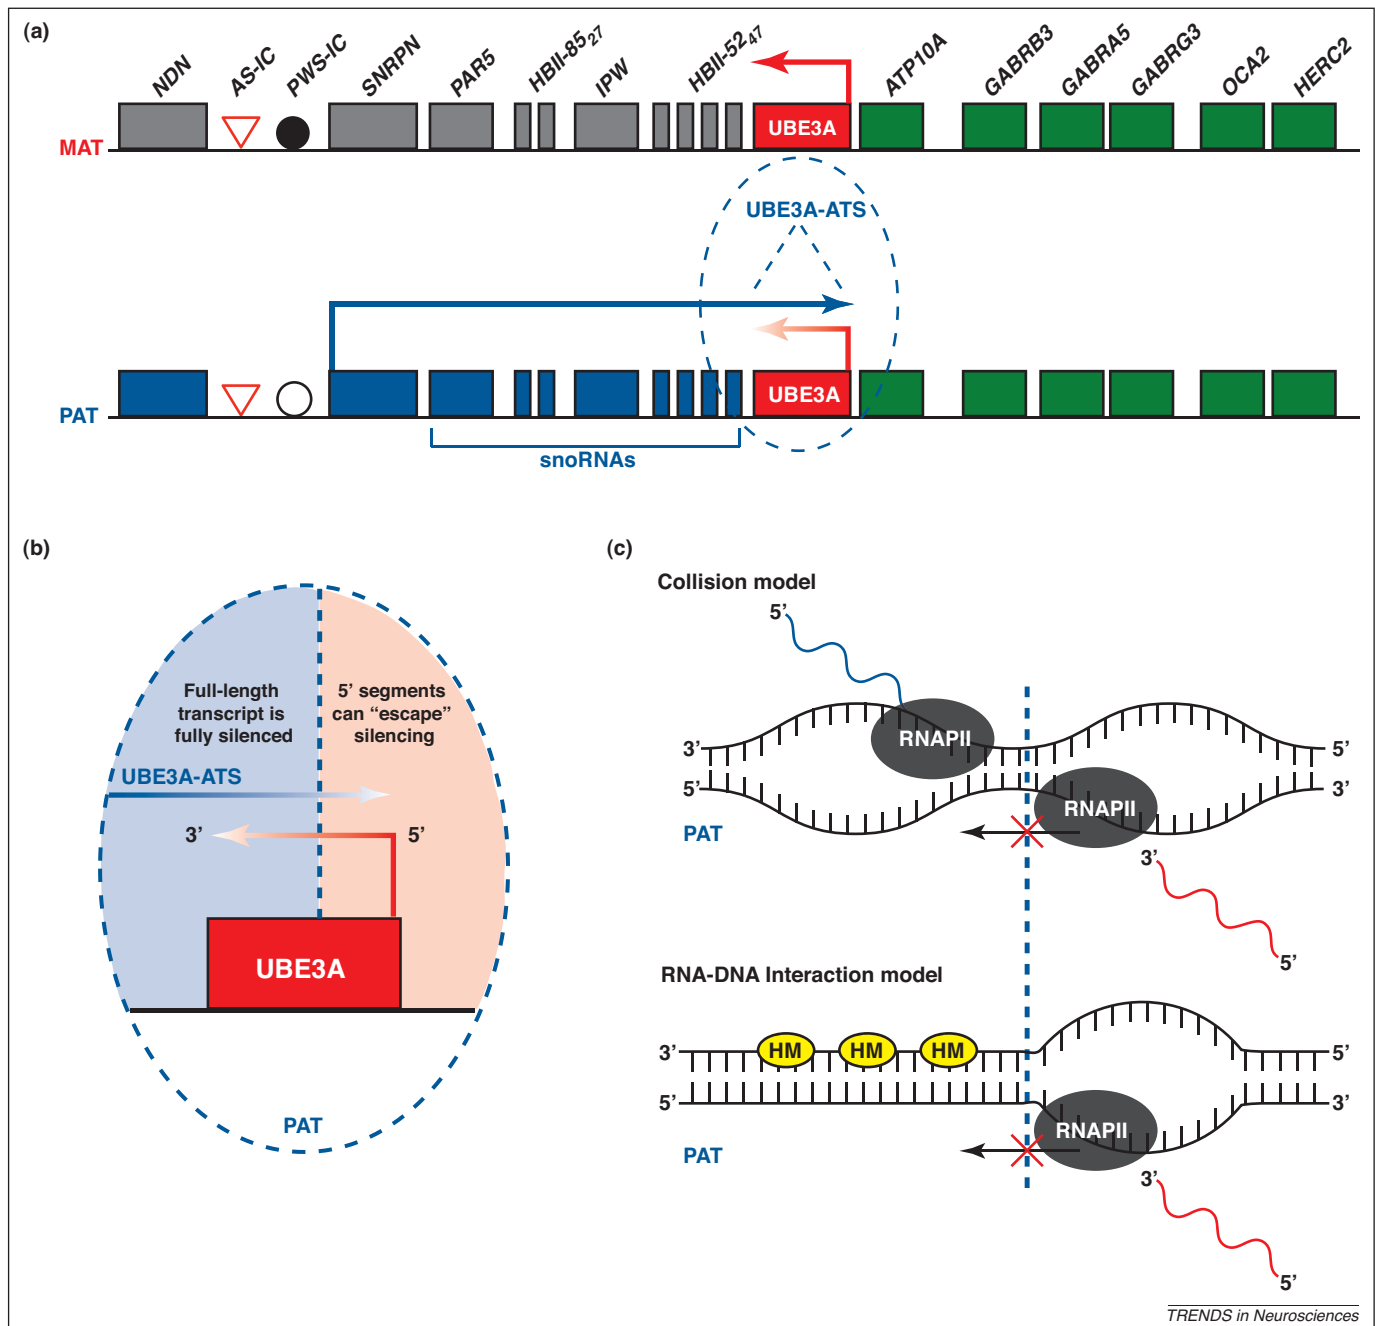 (a)
NDN
AS-IC
PWS-IC
SNRPN
PAR5
HBII-85₂₇
IPW
HBII-52₄₇
ATP10A
GABRB3
GABRA5
GABRG3
OCA2
HERC2
UBE3A
MAT
UBE3A-ATS
UBE3A
PAT
snoRNAs
(b)
Full-length
transcript is
fully silenced
5’ segments
can “escape”
silencing
UBE3A-ATS
3’
5’
UBE3A
PAT
(c)
Collision model
5’
RNAPII
3’
5’
5’
3’
RNAPII
PAT
3’
5’
RNA-DNA Interaction model
3’
HM
HM
HM
5’
5’
3’
RNAPII
PAT
3’
5’
TRENDS in Neurosciences